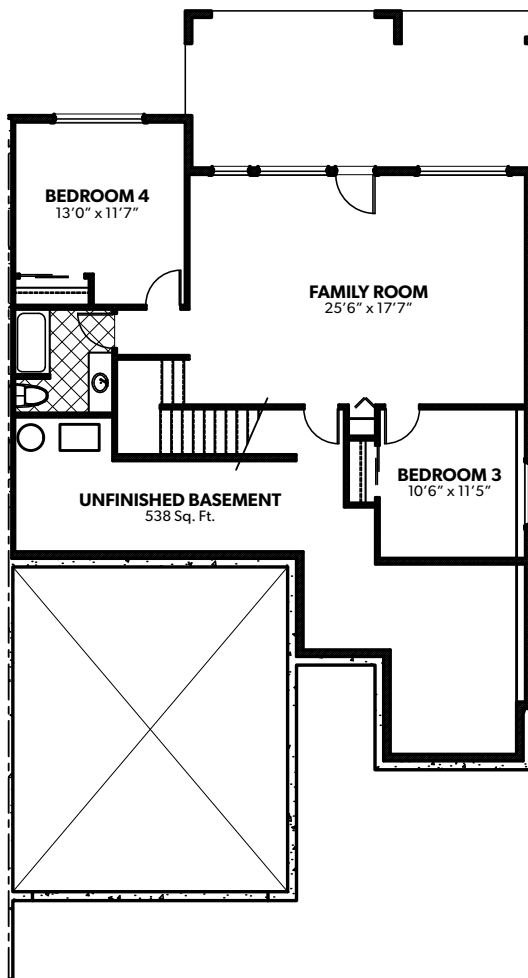 BEDROOM 4
13’0” x 11’7”
FAMILY ROOM
25’6” x 17’7”
BEDROOM 3
10’6” x 11’5”
UNFINISHED BASEMENT
538 Sq. Ft.